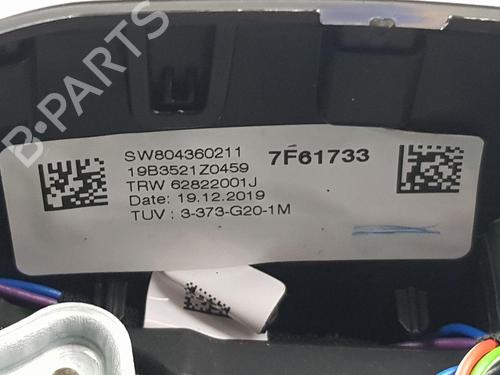 B-PARTS
SW804360211 7F61733
19B3521Z0459
TRW 62822001J
Date: 19.12.2019
TUV : 3-373-G20-1M